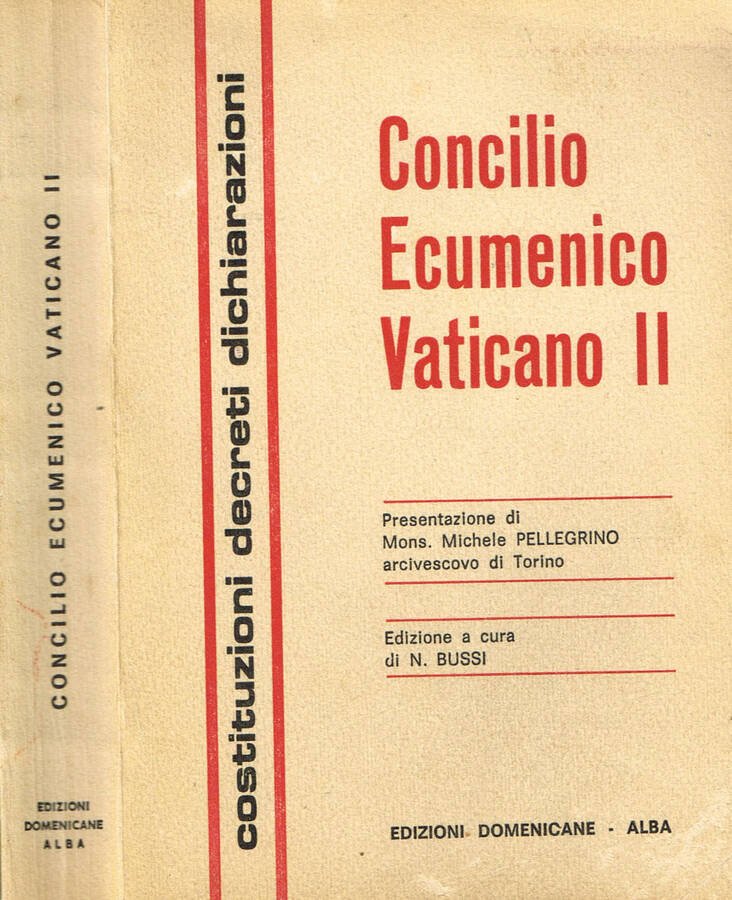 CONCILIO ECUMENICO VATICANO II
EDIZIONI
DOMENICANE
ALBA
costituzioni decreti dichiarazioni
Concilio
Ecumenico
Vaticano II
Presentazione di
Mons. Michele PELLEGRINO
arcivescovo di Torino
Edizione a cura
di N. BUSSI
EDIZIONI DOMENICANE - ALBA